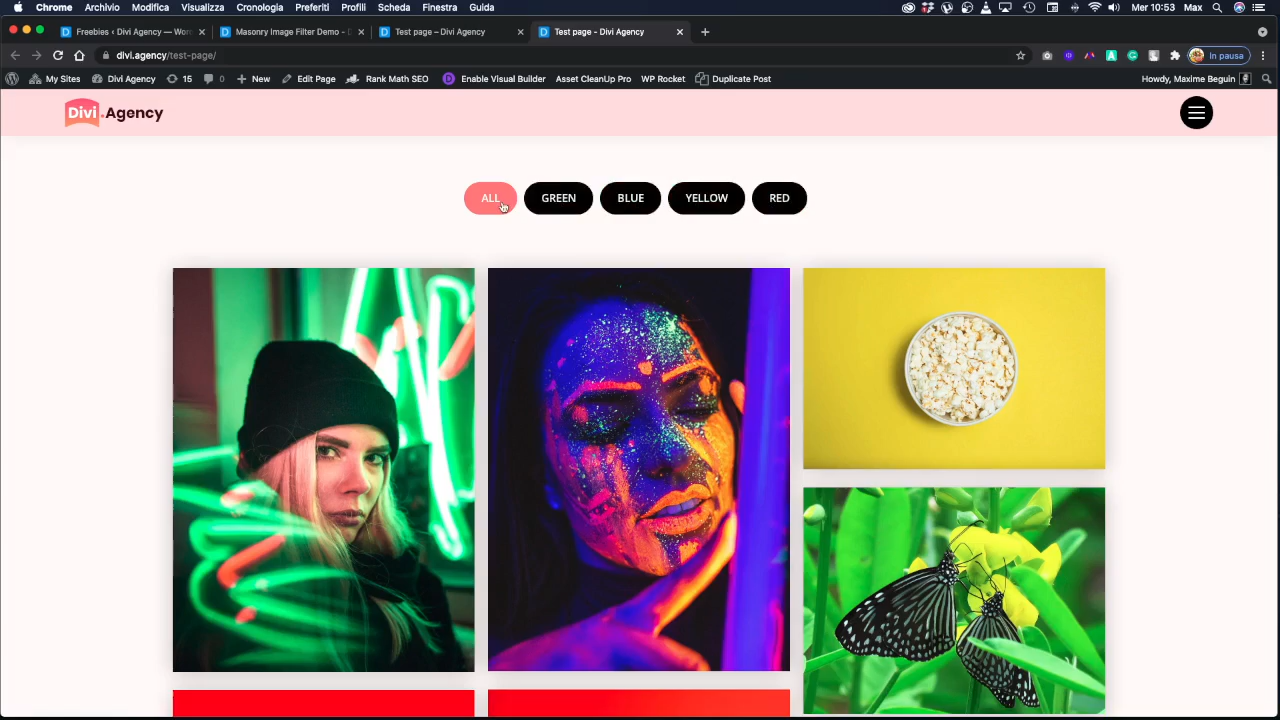 Chrome Archivio Modifica Visualizza Cronologia Preferiti Profili Scheda Finestra Guida Mer 10:53 Max
Freebies ‹ Divi Agency — Wor Masonry Image Filter Demo - D Test page – Divi Agency Test page - Divi Agency
divi.agency/test-page/ In pausa
My Sites Divi Agency 15 0 New Edit Page Rank Math SEO Enable Visual Builder Asset CleanUp Pro WP Rocket Duplicate Post Howdy, Maxime Beguin
Divi.Agency
ALL GREEN BLUE YELLOW RED